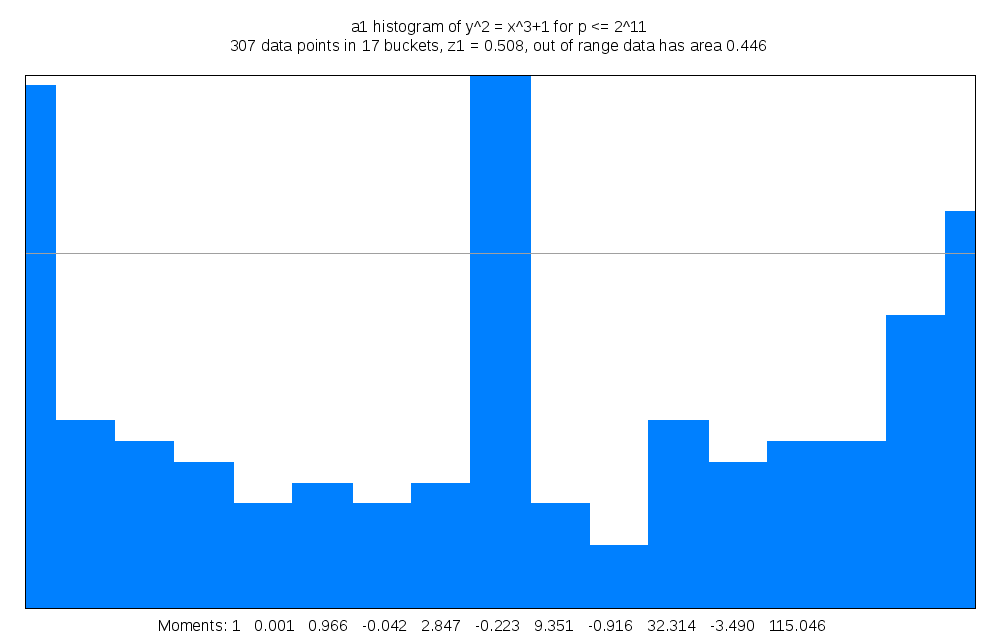 a1 histogram of y^2 = x^3+1 for p <= 2^11
307 data points in 17 buckets, z1 = 0.508, out of range data has area 0.446
Moments: 1 0.001 0.966 -0.042 2.847 -0.223 9.351 -0.916 32.314 -3.490 115.046